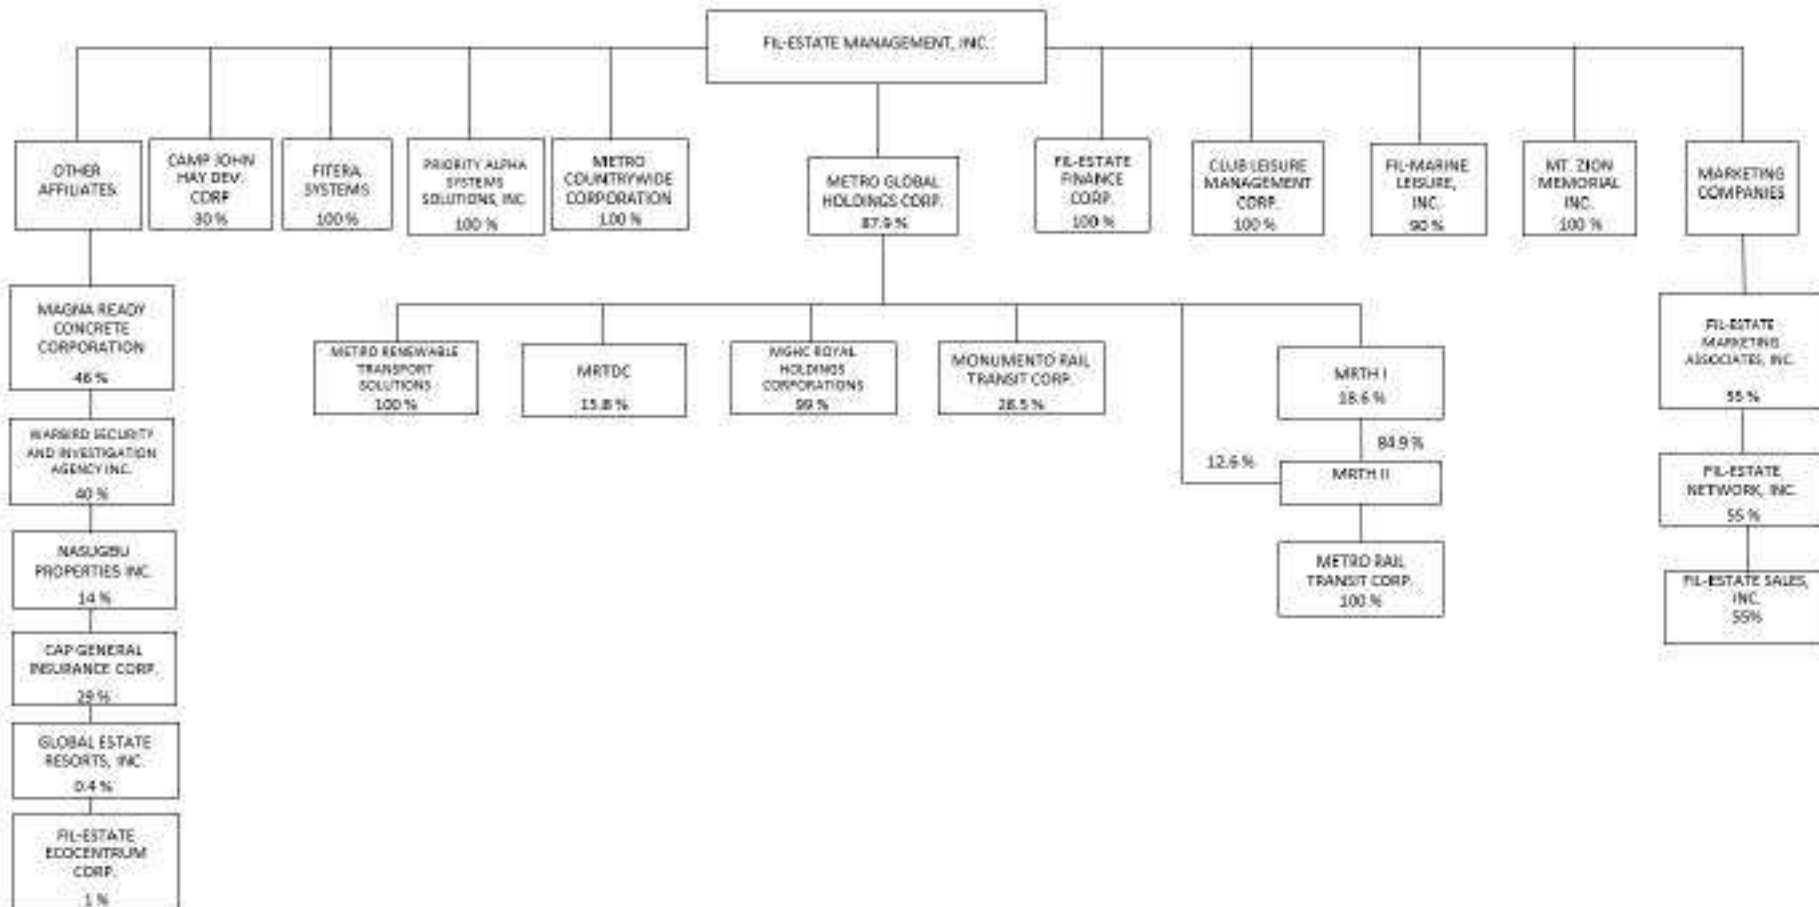 FIL-ESTATE MANAGEMENT, INC.
OTHER
AFFILIATES
CAMP JOHN
HAY DEV.
CORP
30 %
FITERA
SYSTEMS
100 %
PRIORITY ALPHA
SYSTEMS
SOLUTIONS, INC.
100 %
METRO
COUNTRYWIDE
CORPORATION
100 %
METRO GLOBAL
HOLDINGS CORP.
87.9 %
FIL-ESTATE
FINANCE
CORP.
100 %
CLUB LEISURE
MANAGEMENT
CORP.
100 %
FIL-MARINE
LEISURE,
INC.
90 %
MT. ZION
MEMORIAL
INC.
100 %
MARKETING
COMPANIES
MAGNA READY
CONCRETE
CORPORATION
46 %
WARBIRD SECURITY
AND INVESTIGATION
AGENCY INC.
40 %
NASUGBU
PROPERTIES INC.
14 %
CAP GENERAL
INSURANCE CORP.
29 %
GLOBAL ESTATE
RESORTS, INC.
0.4 %
FIL-ESTATE
ECOCENTRUM
CORP.
1 %
METRO RENEWABLE
TRANSPORT
SOLUTIONS
100 %
MRTDC
15.8 %
MGHC ROYAL
HOLDINGS
CORPORATIONS
99 %
MONUMENTO RAIL
TRANSIT CORP.
28.5 %
MRTH I
18.6 %
84.9 %
12.6 %
MRTH II
METRO RAIL
TRANSIT CORP.
100 %
FIL-ESTATE
MARKETING
ASSOCIATES, INC.
55 %
FIL-ESTATE
NETWORK, INC.
55 %
FIL-ESTATE SALES,
INC.
55%